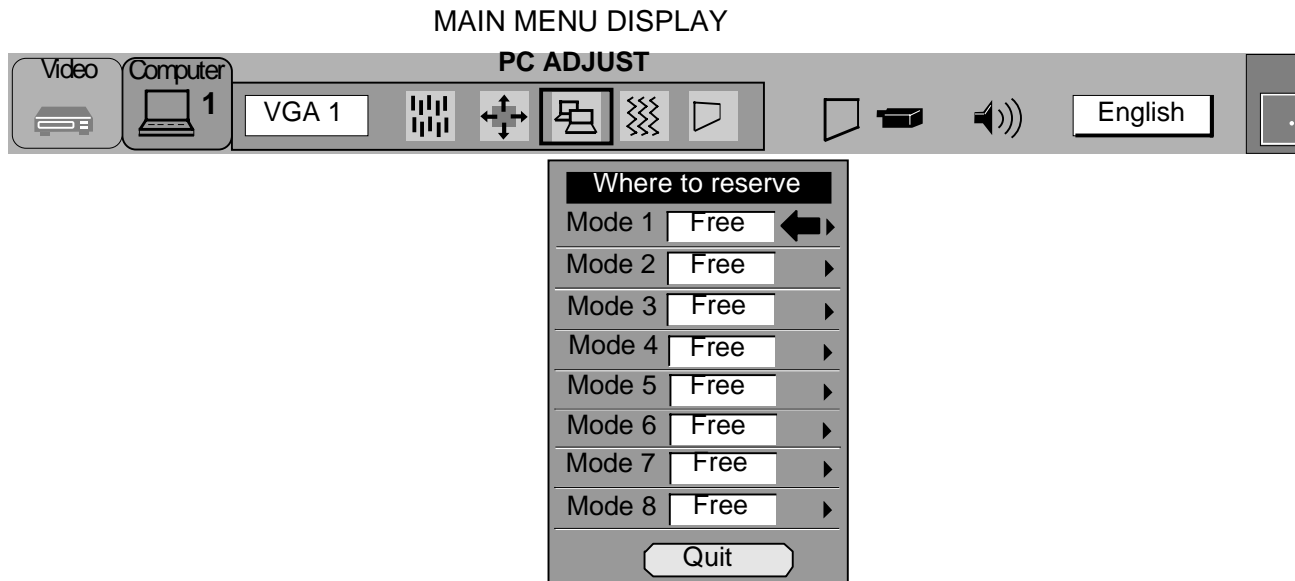 MAIN MENU DISPLAY
PC ADJUST
Video Computer
1 VGA 1 English
Where to reserve
Mode 1 Free
Mode 2 Free
Mode 3 Free
Mode 4 Free
Mode 5 Free
Mode 6 Free
Mode 7 Free
Mode 8 Free
Quit